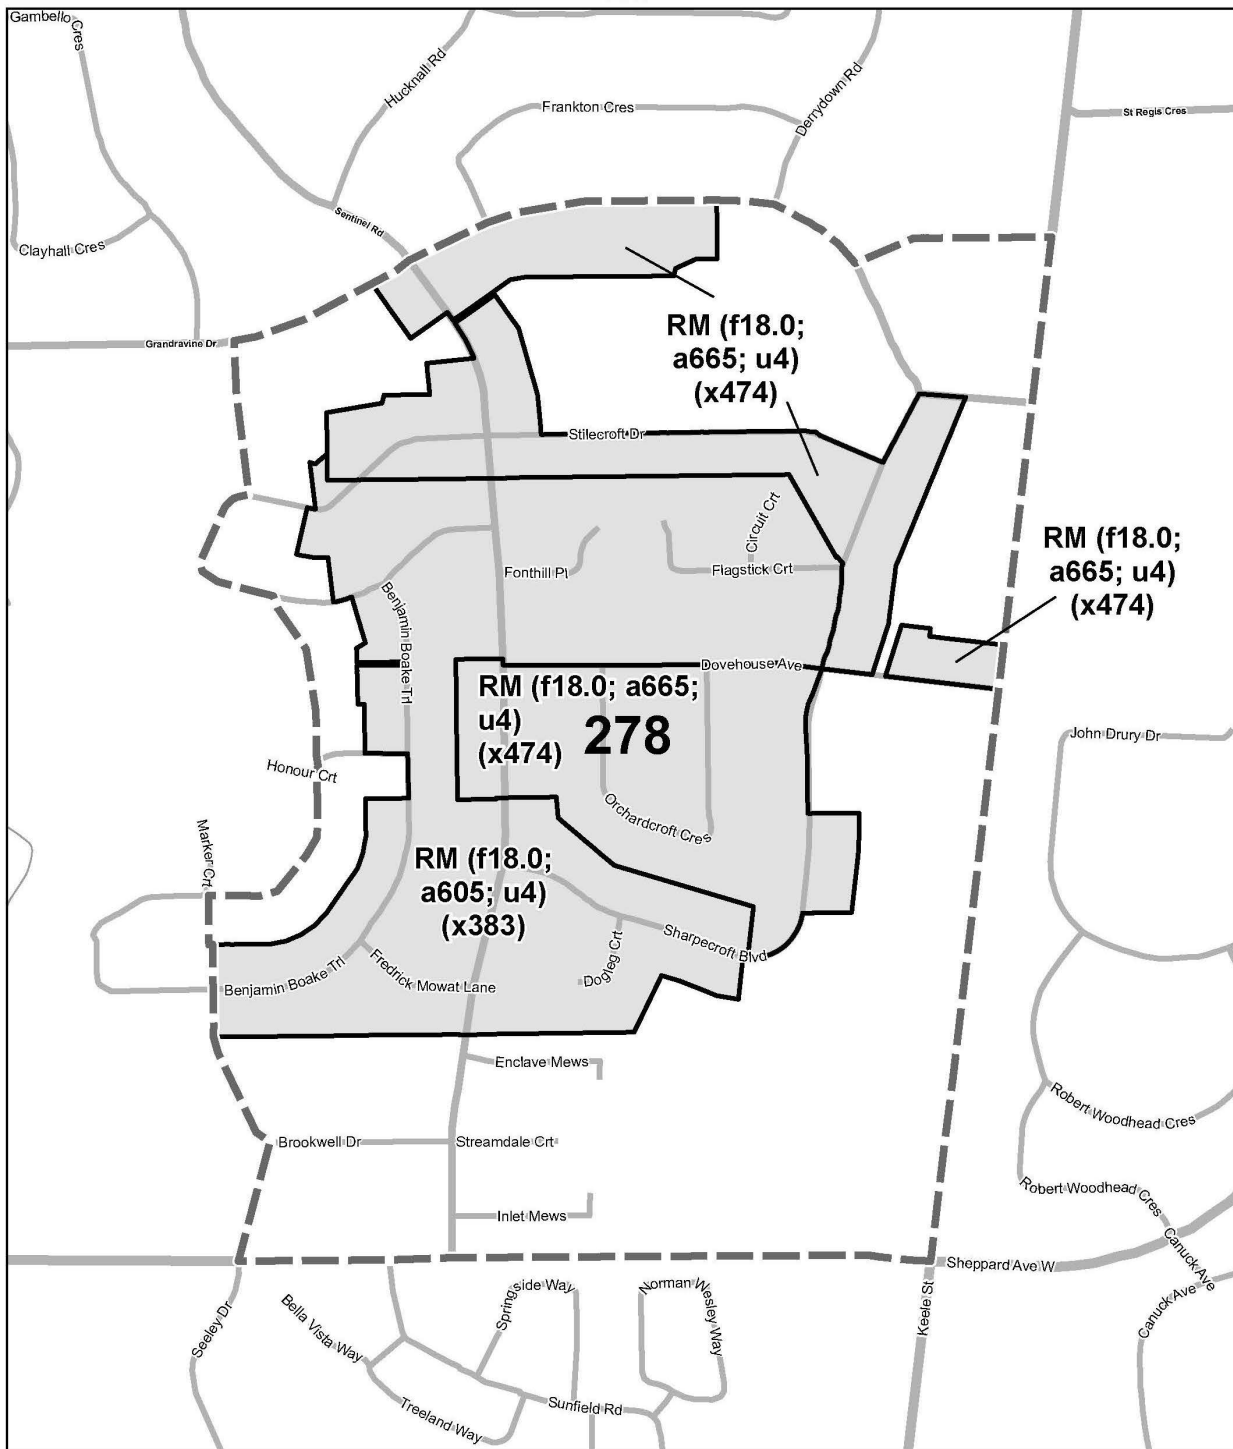 Gambello Cres
Hucknall Rd
Frankton Cres
Derrydown Rd
St Regis Cres
Sentinel Rd
Clayhall Cres
Grandravine Dr
RM (f18.0;
a665; u4)
(x474)
Stilecroft Dr
Circuit Crt
RM (f18.0;
a665; u4)
(x474)
Fonthill Pl
Flagstick Crt
Benjamin Boake Trl
Dovehouse Ave
RM (f18.0; a665;
u4)
(x474)
278
John Drury Dr
Honour Crt
Orchardcroft Cres
Marker Crt
RM (f18.0;
a605; u4)
(x383)
Sharpecroft Blvd
Dogleg Crt
Benjamin Boake Trl
Fredrick Mowat Lane
Enclave Mews
Robert Woodhead Cres
Brookwell Dr
Streamdale Crt
Robert Woodhead Cres
Inlet Mews
Canuck Ave
Sheppard Ave W
Keele St
Canuck Ave
Seeley Dr
Bella Vista Way
Springside Way
Norman Wesley Way
Treeland Way
Sunfield Rd